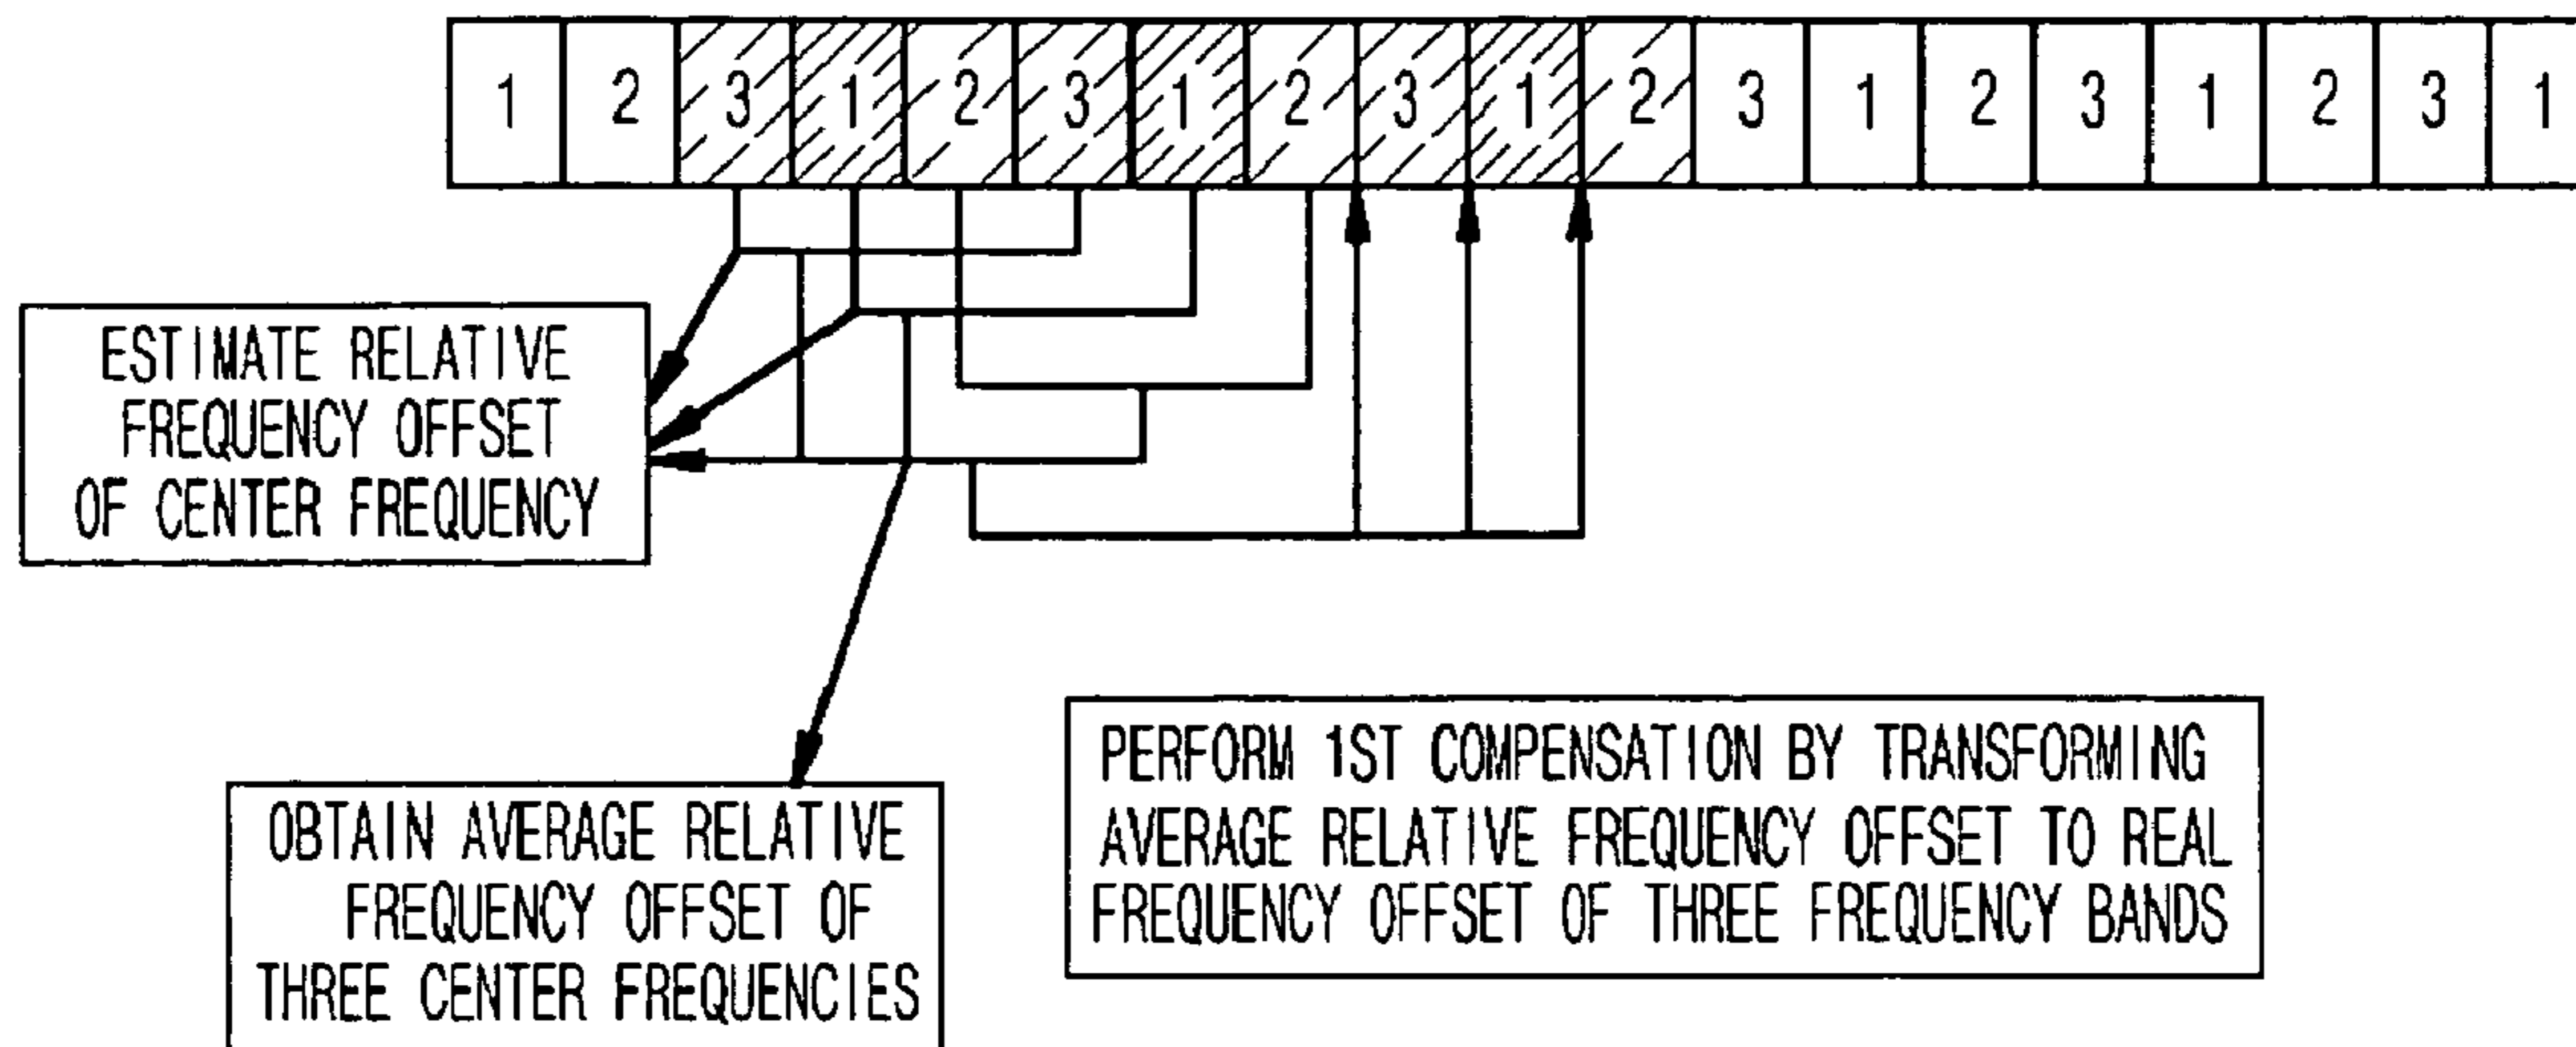 1 2 3 1 2 3 1 2 3 1 2 3 1 2 3 1 2 3 1
ESTIMATE RELATIVE
FREQUENCY OFFSET
OF CENTER FREQUENCY
OBTAIN AVERAGE RELATIVE
FREQUENCY OFFSET OF
THREE CENTER FREQUENCIES
PERFORM 1ST COMPENSATION BY TRANSFORMING
AVERAGE RELATIVE FREQUENCY OFFSET TO REAL
FREQUENCY OFFSET OF THREE FREQUENCY BANDS